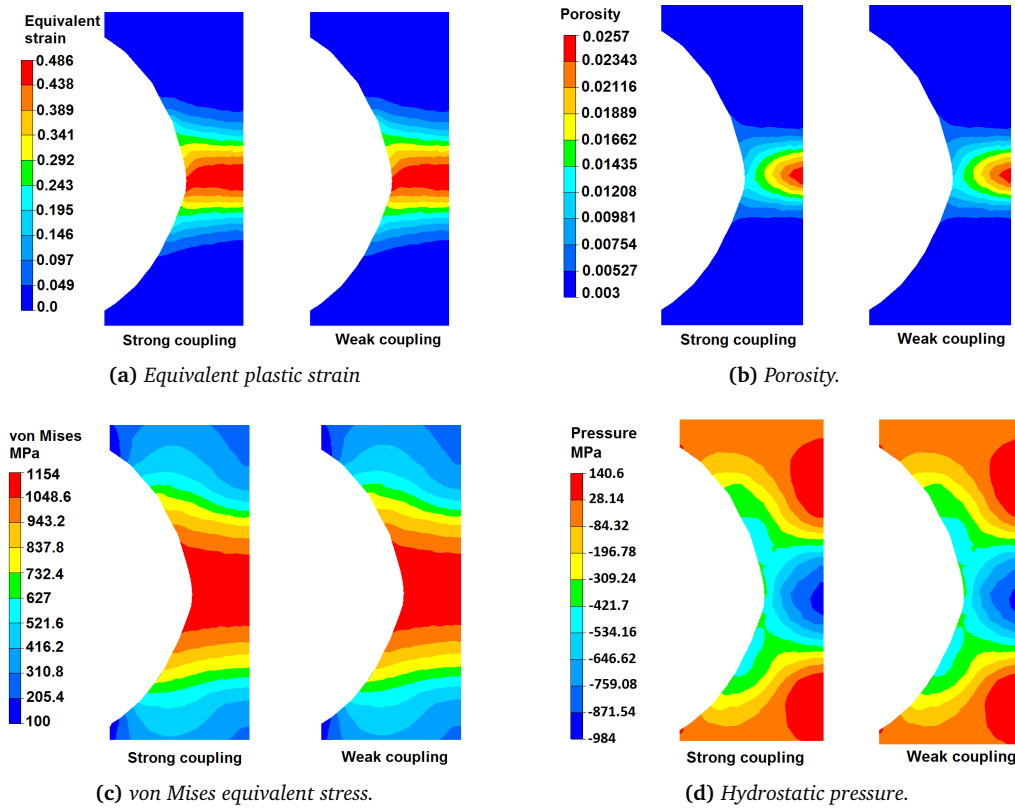 Equivalent
strain
0.486
0.438
0.389
0.341
0.292
0.243
0.195
0.146
0.097
0.049
0.0
Strong coupling
Weak coupling
(a) Equivalent plastic strain
Porosity
0.0257
0.02343
0.02116
0.01889
0.01662
0.01435
0.01208
0.00981
0.00754
0.00527
0.003
Strong coupling
Weak coupling
(b) Porosity.
von Mises
MPa
1154
1048.6
943.2
837.8
732.4
627
521.6
416.2
310.8
205.4
100
Strong coupling
Weak coupling
(c) von Mises equivalent stress.
Pressure
MPa
140.6
28.14
-84.32
-196.78
-309.24
-421.7
-534.16
-646.62
-759.08
-871.54
-984
Strong coupling
Weak coupling
(d) Hydrostatic pressure.